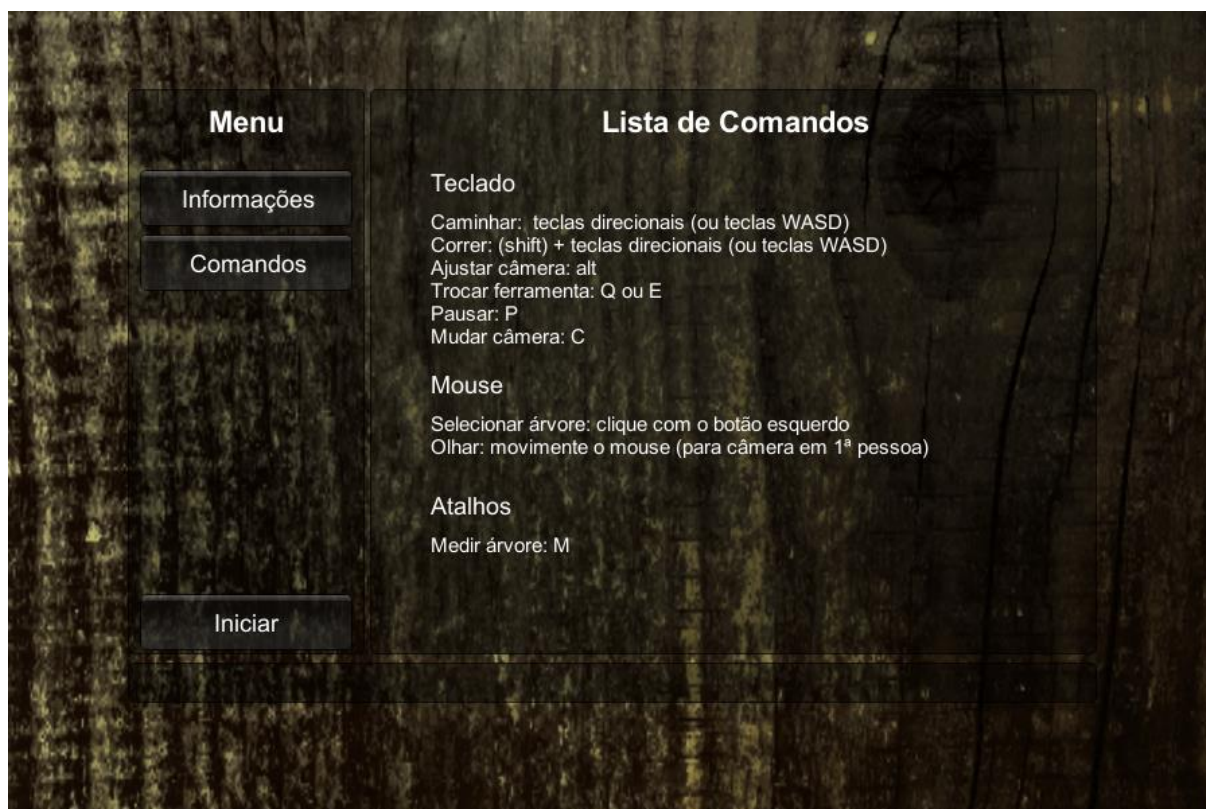 Menu
Informações
Comandos
Iniciar
Lista de Comandos
Teclado
Caminhar:  teclas direcionais (ou teclas WASD)
Correr: (shift) + teclas direcionais (ou teclas WASD)
Ajustar câmera: alt
Trocar ferramenta: Q ou E
Pausar: P
Mudar câmera: C
Mouse
Selecionar árvore: clique com o botão esquerdo
Olhar: movimente o mouse (para câmera em 1ª pessoa)
Atalhos
Medir árvore: M